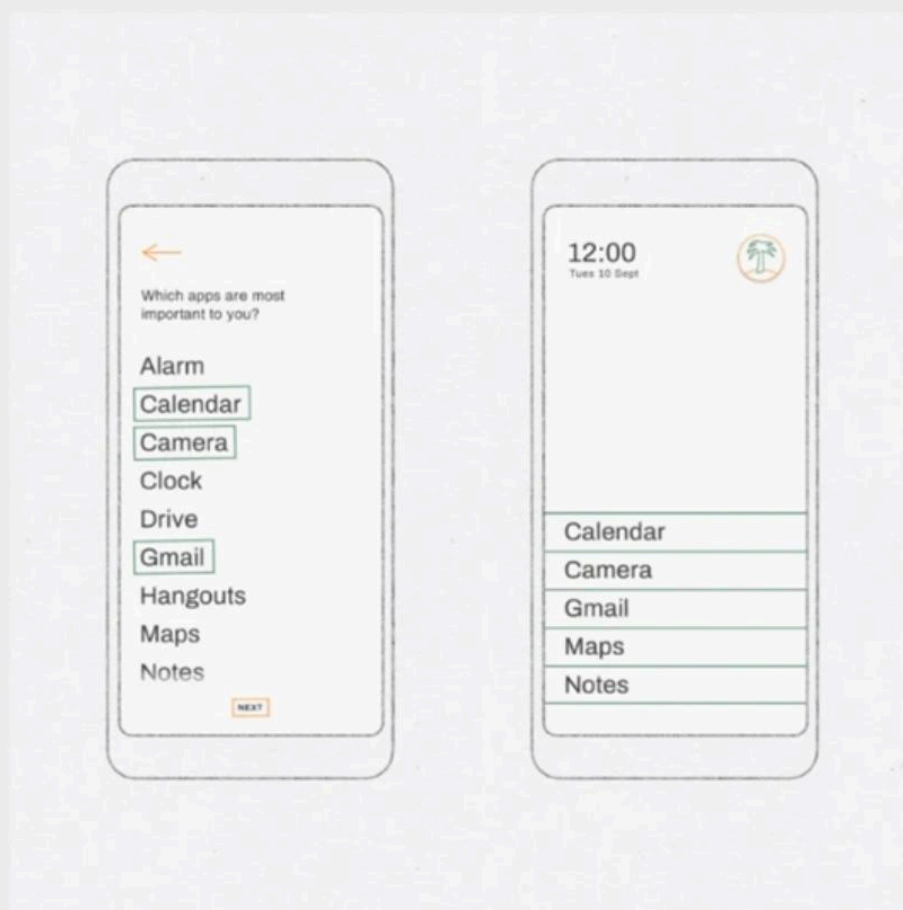 Which apps are most
important to you?
Alarm
Calendar
Camera
Clock
Drive
Gmail
Hangouts
Maps
Notes
NEXT
12:00
Tues 10 Sept
Calendar
Camera
Gmail
Maps
Notes